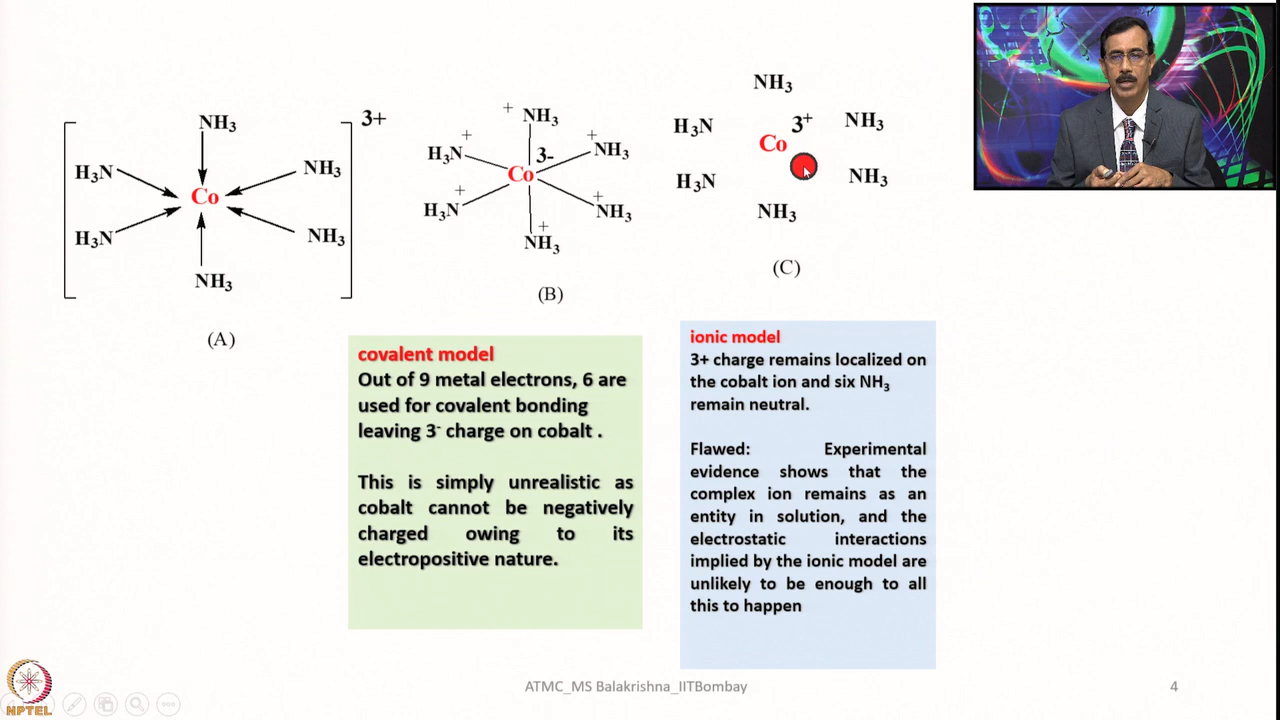 NH₃
H₃N
NH₃
Co
H₃N
NH₃
NH₃
3+
(A)
+
NH₃
+
H₃N
+
NH₃
3-
Co
+
H₃N
+
NH₃
+
NH₃
(B)
NH₃
H₃N
3⁺
NH₃
Co
H₃N
NH₃
NH₃
(C)
covalent model
Out of 9 metal electrons, 6 are
used for covalent bonding
leaving 3⁻ charge on cobalt .
This is simply unrealistic as
cobalt cannot be negatively
charged owing to its
electropositive nature.
ionic model
3+ charge remains localized on
the cobalt ion and six NH₃
remain neutral.
Flawed: Experimental
evidence shows that the
complex ion remains as an
entity in solution, and the
electrostatic interactions
implied by the ionic model are
unlikely to be enough to all
this to happen
NPTEL
ATMC_MS Balakrishna_IITBombay
4